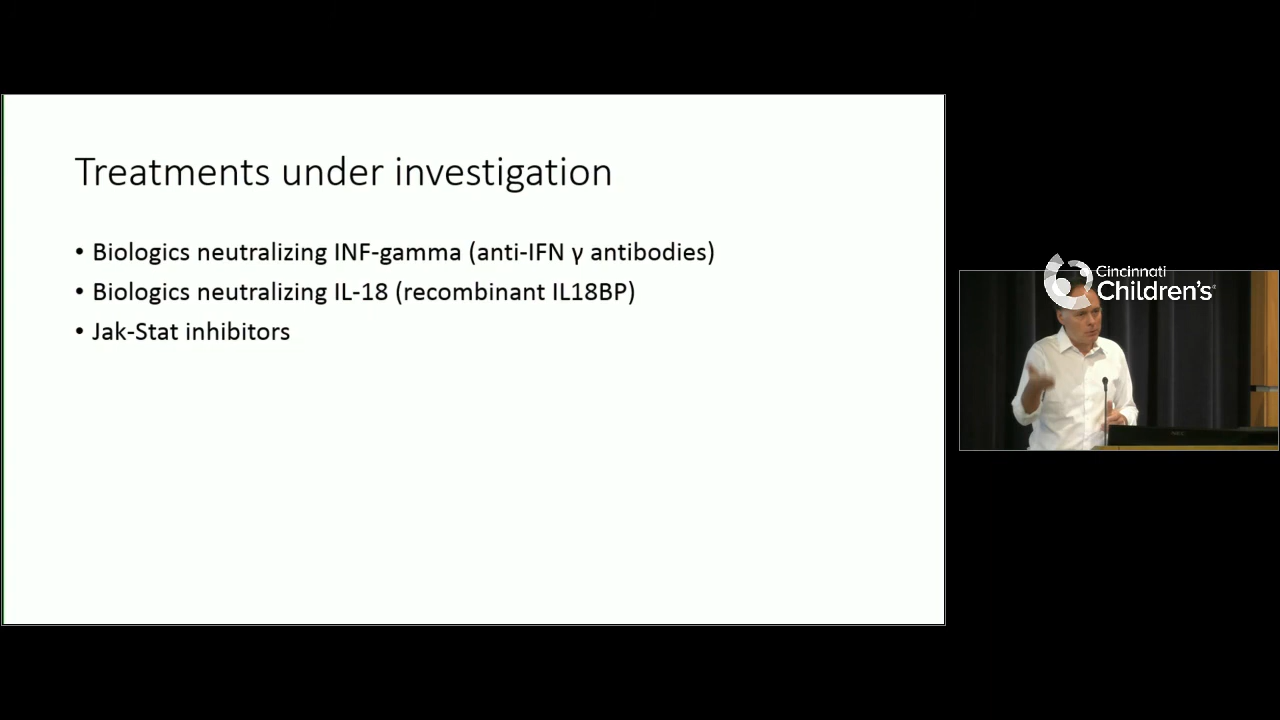 Treatments under investigation
• Biologics neutralizing INF-gamma (anti-IFN γ antibodies)
• Biologics neutralizing IL-18 (recombinant IL18BP)
• Jak-Stat inhibitors
Cincinnati
Children's